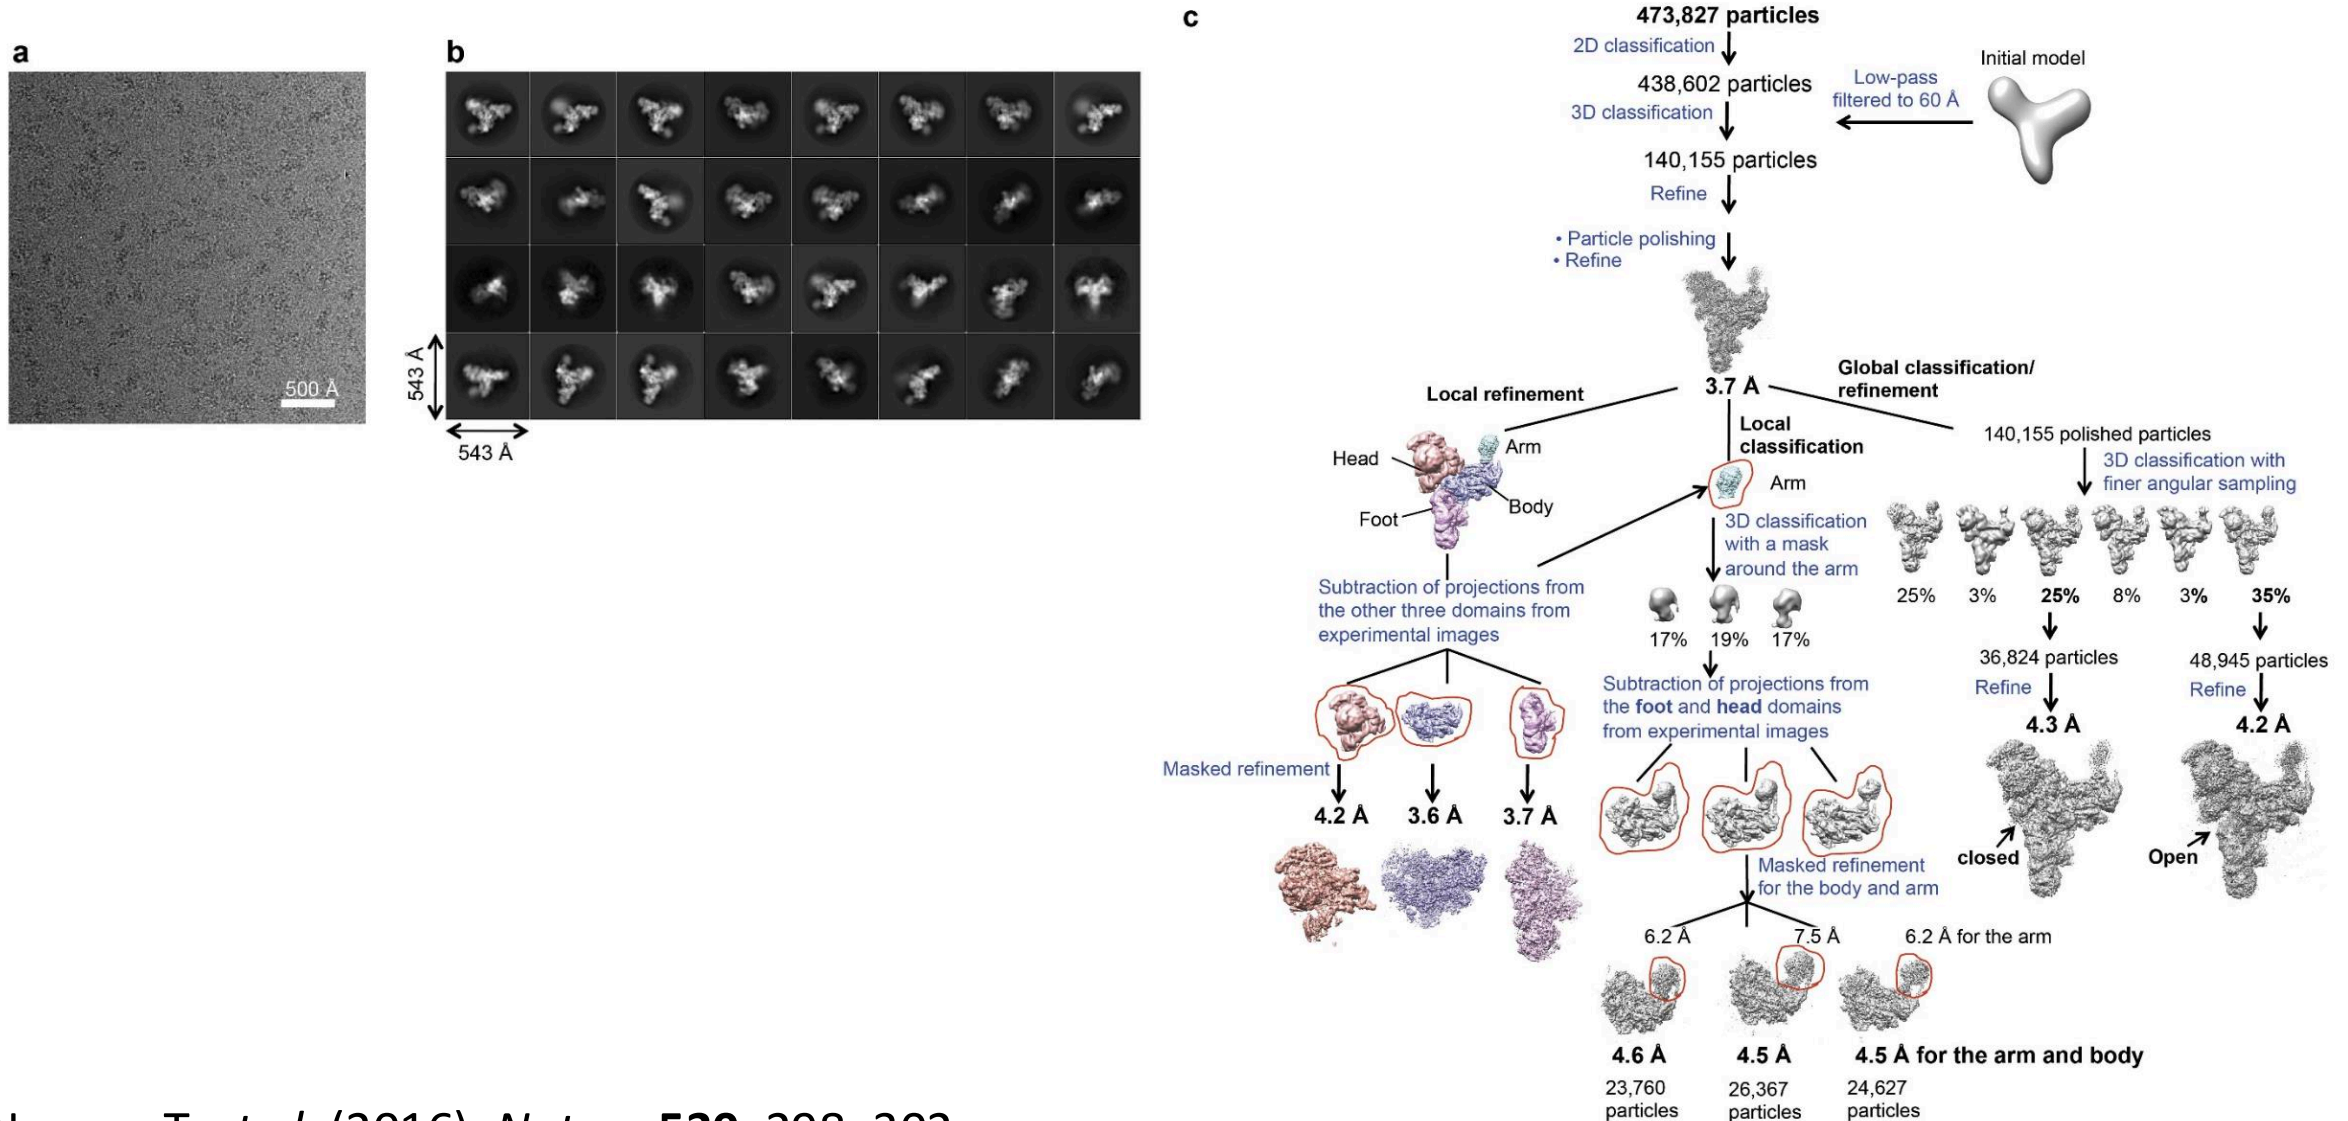 a
500 Å
b
543 Å
543 Å
c
473,827 particles
2D classification
438,602 particles
3D classification
Low-pass
filtered to 60 Å
Initial model
140,155 particles
Refine
• Particle polishing
• Refine
3.7 Å
Local refinement
Local
classification
Global classification/
refinement
Head
Arm
Foot
Body
Subtraction of projections from
the other three domains from
experimental images
Masked refinement
4.2 Å
3.6 Å
3.7 Å
Arm
3D classification
with a mask
around the arm
17%
19%
17%
Subtraction of projections from
the foot and head domains
from experimental images
Masked refinement
for the body and arm
6.2 Å
7.5 Å
6.2 Å for the arm
4.6 Å
4.5 Å
4.5 Å for the arm and body
23,760
particles
26,367
particles
24,627
particles
140,155 polished particles
3D classification with
finer angular sampling
25%
3%
25%
8%
3%
35%
36,824 particles
Refine
4.3 Å
closed
48,945 particles
Refine
4.2 Å
Open
T. et al. (2016). 298–302